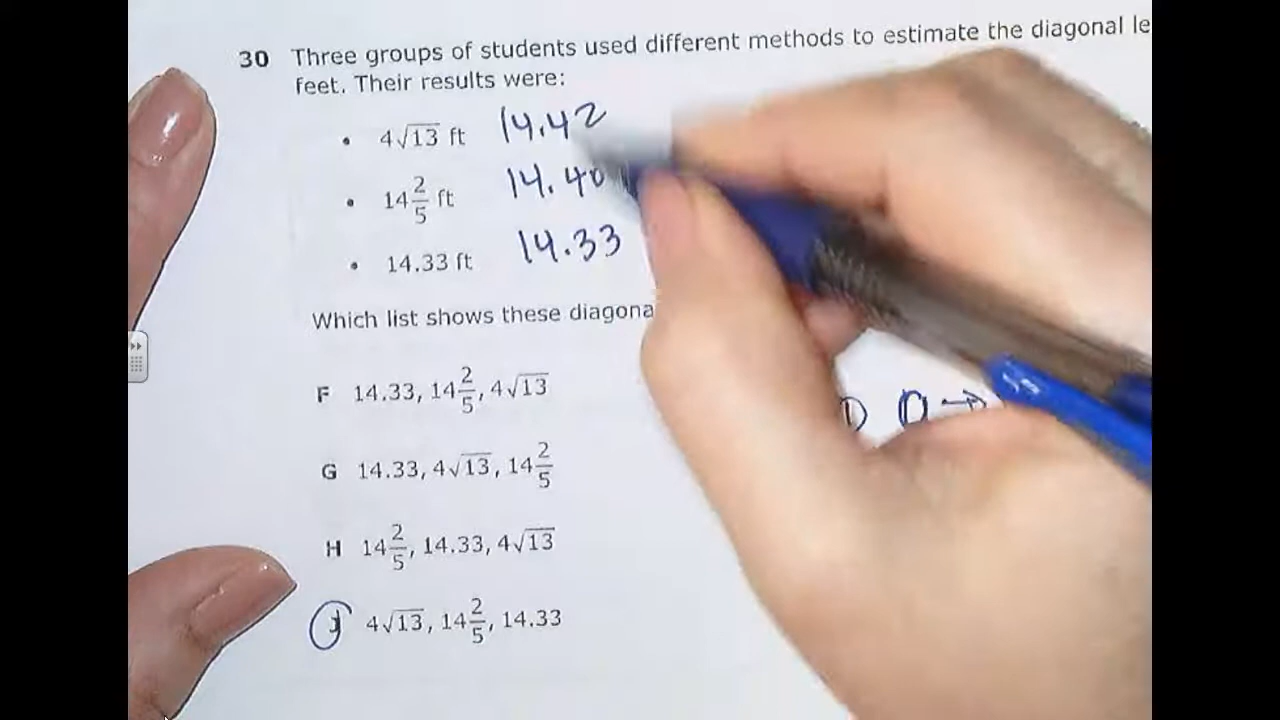 30 Three groups of students used different methods to estimate the diagonal le
feet. Their results were:
• 4√13 ft 14.42
• 14 2/5 ft 14.40
• 14.33 ft 14.33
Which list shows these diagona
F 14.33, 14 2/5, 4√13
G 14.33, 4√13, 14 2/5
H 14 2/5, 14.33, 4√13
J 4√13, 14 2/5, 14.33